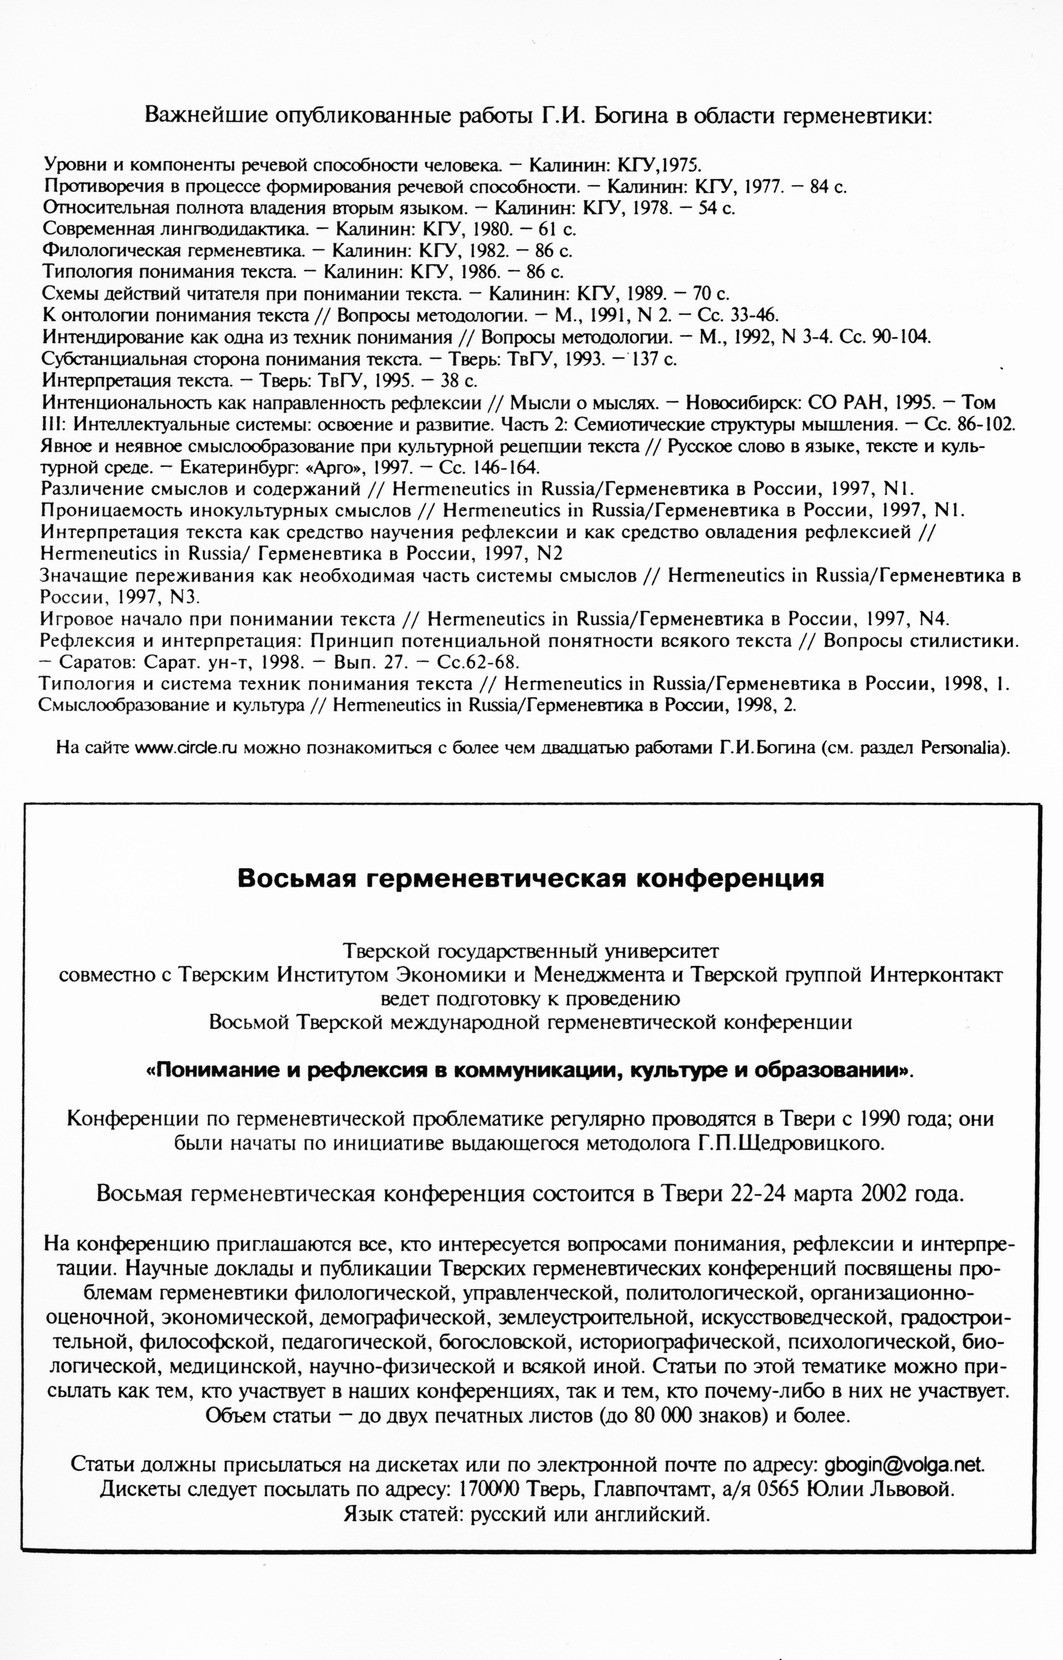 Важнейшие опубликованные работы Г.И. Богина в области герменевтики:
Уровни и компоненты речевой способности человека. — Калинин: КГУ,1975.
Противоречия в процессе формирования речевой способности. — Калинин: КГУ, 1977. — 84 с.
Относительная полнота владения вторым языком. — Калинин: КГУ, 1978. — 54 с.
Современная лингводидактика. — Калинин: КГУ, 1980. — 61 с.
Филологическая герменевтика. — Калинин: КГУ, 1982. — 86 с.
Типология понимания текста. — Калинин: КГУ, 1986. — 86 с.
Схемы действий читателя при понимании текста. — Калинин: КГУ, 1989. — 70 с.
К онтологии понимания текста // Вопросы методологии. — М., 1991, N 2. — Сс. 33-46.
Интендирование как одна из техник понимания // Вопросы методологии. — М., 1992, N 3-4. Сс. 90-104.
Субстанциальная сторона понимания текста. — Тверь: ТвГУ, 1993. — 137 с.
Интерпретация текста. — Тверь: ТвГУ, 1995. — 38 с.
Интенциональность как направленность рефлексии // Мысли о мыслях. — Новосибирск: СО РАН, 1995. — Том
III: Интеллектуальные системы: освоение и развитие. Часть 2: Семиотические структуры мышления. — Сс. 86-102.
Явное и неявное смыслообразование при культурной рецепции текста // Русское слово в языке, тексте и куль-
турной среде. — Екатеринбург: «Арго», 1997. — Сс. 146-164.
Различение смыслов и содержаний // Hermeneutics in Russia/Герменевтика в России, 1997, N1.
Проницаемость инокультурных смыслов // Hermeneutics in Russia/Герменевтика в России, 1997, N1.
Интерпретация текста как средство научения рефлексии и как средство овладения рефлексией //
Hermeneutics in Russia/ Герменевтика в России, 1997, N2
Значащие переживания как необходимая часть системы смыслов // Hermeneutics in Russia/Герменевтика в
России, 1997, N3.
Игровое начало при понимании текста // Hermeneutics in Russia/Герменевтика в России, 1997, N4.
Рефлексия и интерпретация: Принцип потенциальной понятности всякого текста // Вопросы стилистики.
— Саратов: Сарат. ун-т, 1998. — Вып. 27. — Сс.62-68.
Типология и система техник понимания текста // Hermeneutics in Russia/Герменевтика в России, 1998, 1.
Смыслообразование и культура // Hermeneutics in Russia/Герменевтика в России, 1998, 2.
На сайте www.circle.ru можно познакомиться с более чем двадцатью работами Г.И.Богина (см. раздел Personalia).
Восьмая герменевтическая конференция
Тверской государственный университет
совместно с Тверским Институтом Экономики и Менеджмента и Тверской группой Интерконтакт
ведет подготовку к проведению
Восьмой Тверской международной герменевтической конференции
«Понимание и рефлексия в коммуникации, культуре и образовании».
Конференции по герменевтической проблематике регулярно проводятся в Твери с 1990 года; они
были начаты по инициативе выдающегося методолога Г.П.Щедровицкого.
Восьмая герменевтическая конференция состоится в Твери 22-24 марта 2002 года.
На конференцию приглашаются все, кто интересуется вопросами понимания, рефлексии и интерпре-
тации. Научные доклады и публикации Тверских герменевтических конференций посвящены про-
блемам герменевтики филологической, управленческой, политологической, организационно-
оценочной, экономической, демографической, землеустроительной, искусствоведческой, градострои-
тельной, философской, педагогической, богословской, историографической, психологической, био-
логической, медицинской, научно-физической и всякой иной. Статьи по этой тематике можно при-
сылать как тем, кто участвует в наших конференциях, так и тем, кто почему-либо в них не участвует.
Объем статьи — до двух печатных листов (до 80 000 знаков) и более.
Статьи должны присылаться на дискетах или по электронной почте по адресу: gbogin@volga.net.
Дискеты следует посылать по адресу: 170000 Тверь, Главпочтамт, а/я 0565 Юлии Львовой.
Язык статей: русский или английский.